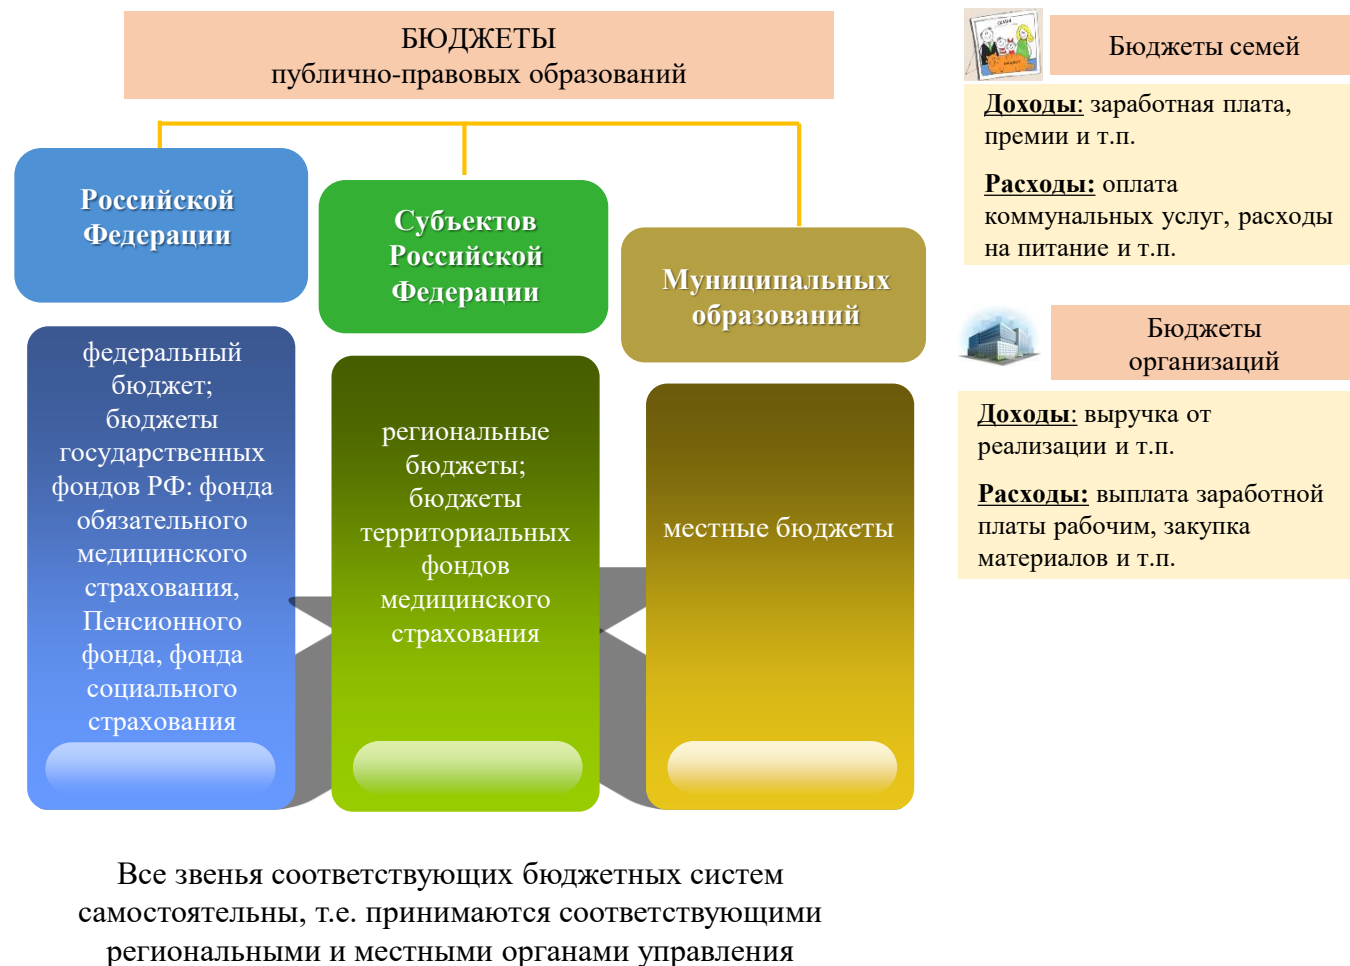 БЮДЖЕТЫ
публично-правовых образований
Российской
Федерации
Субъектов
Российской
Федерации
Муниципальных
образований
федеральный
бюджет;
бюджеты
государственных
фондов РФ: фонда
обязательного
медицинского
страхования,
Пенсионного
фонда, фонда
социального
страхования
региональные
бюджеты;
бюджеты
территориальных
фондов
медицинского
страхования
местные бюджеты
Все звенья соответствующих бюджетных систем
самостоятельны, т.е. принимаются соответствующими
региональными и местными органами управления
Бюджеты семей
Доходы: заработная плата,
премии и т.п.
Расходы: оплата
коммунальных услуг, расходы
на питание и т.п.
Бюджеты
организаций
Доходы: выручка от
реализации и т.п.
Расходы: выплата заработной
платы рабочим, закупка
материалов и т.п.